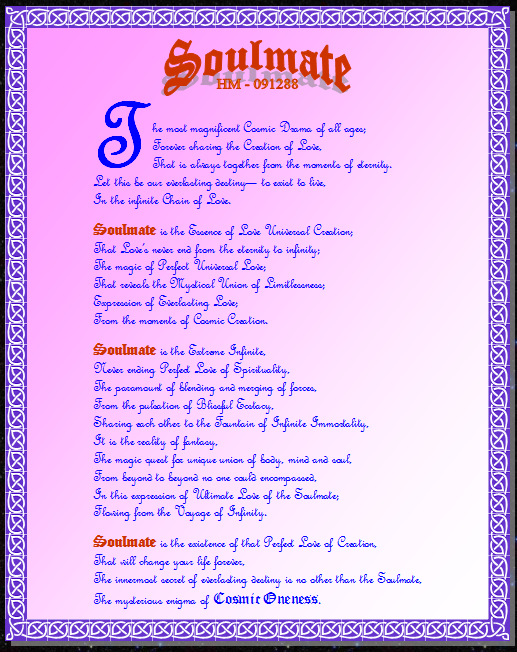 Soulmate
HM - 091288
The most magnificent Cosmic Drama of all ages;
Forever sharing the Creation of Love,
That is always together from the moments of eternity.
Let this be our everlasting destiny— to exist to live,
In the infinite Chain of Love.
Soulmate is the Essence of Love Universal Creation;
That Love's never end from the eternity to infinity;
The magic of Perfect Universal Love;
That reveals the Mystical Union of Limitlessness;
Expression of Everlasting Love;
From the moments of Cosmic Creation.
Soulmate is the Extreme Infinite,
Never ending Perfect Love of Spirituality,
The paramount of blending and merging of forces,
From the pulsation of Blissful Ecstacy,
Sharing each other to the Fountain of Infinite Immortality,
It is the reality of fantasy,
The magic quest for unique union of body, mind and soul,
From beyond to beyond no one could encompassed,
In this expression of Ultimate Love of the Soulmate;
Flowing from the Voyage of Infinity.
Soulmate is the existence of that Perfect Love of Creation,
That will change your life forever,
The innermost secret of everlasting destiny is no other than the Soulmate,
The mysterious enigma of Cosmic Oneness.